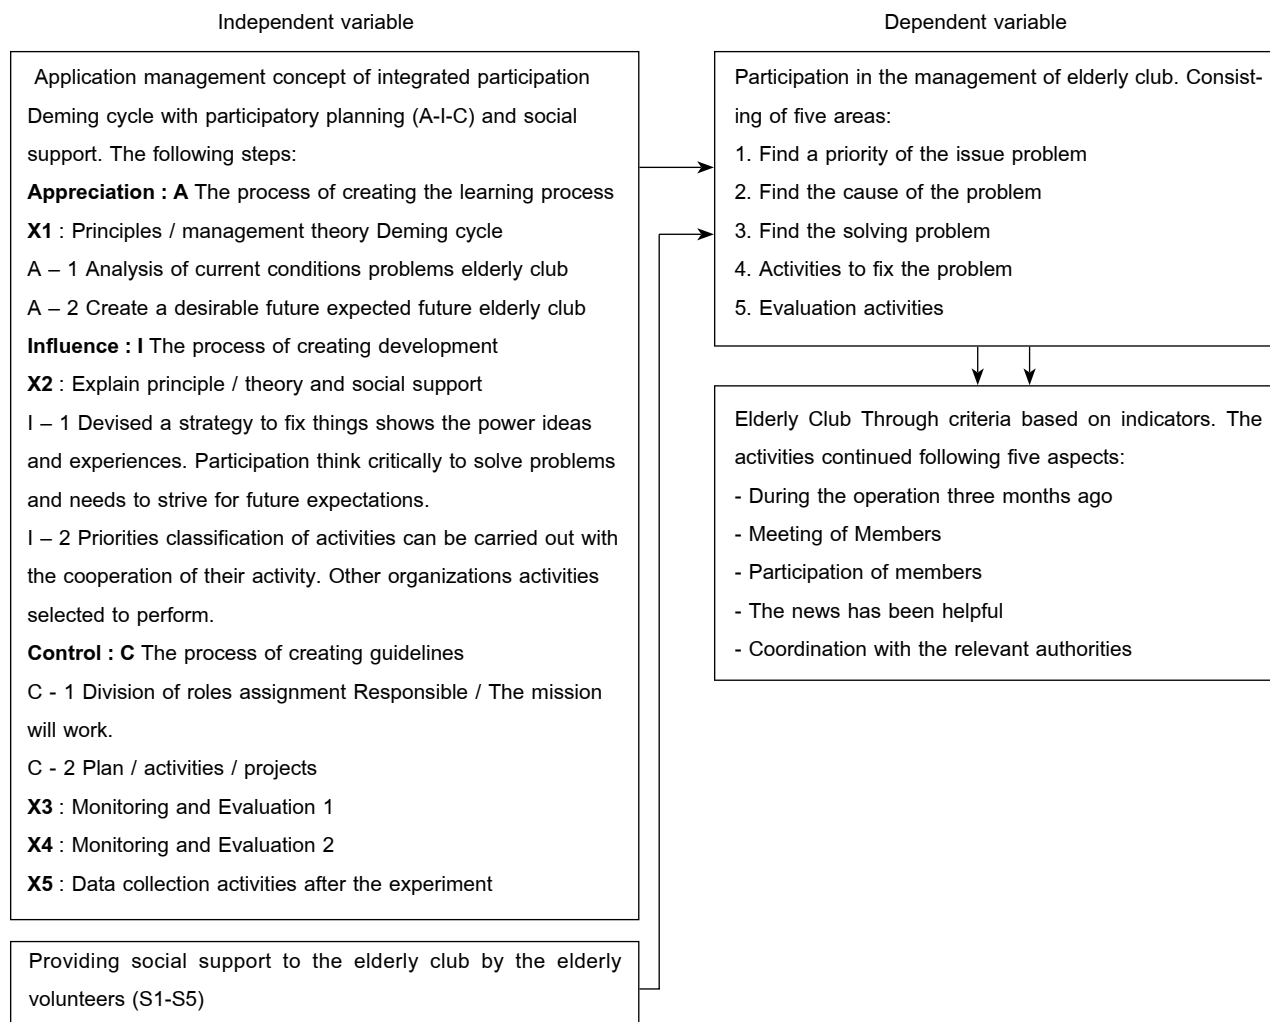 Independent variable
Application management concept of integrated participation
Deming cycle with participatory planning (A-I-C) and social
support. The following steps:
Appreciation : A The process of creating the learning process
X1 : Principles / management theory Deming cycle
A – 1 Analysis of current conditions problems elderly club
A – 2 Create a desirable future expected future elderly club
Influence : I The process of creating development
X2 : Explain principle / theory and social support
I – 1 Devised a strategy to fix things shows the power ideas
and experiences. Participation think critically to solve problems
and needs to strive for future expectations.
I – 2 Priorities classification of activities can be carried out with
the cooperation of their activity. Other organizations activities
selected to perform.
Control : C The process of creating guidelines
C - 1 Division of roles assignment Responsible / The mission
will work.
C - 2 Plan / activities / projects
X3 : Monitoring and Evaluation 1
X4 : Monitoring and Evaluation 2
X5 : Data collection activities after the experiment
Providing social support to the elderly club by the elderly
volunteers (S1-S5)
Dependent variable
Participation in the management of elderly club. Consist-
ing of five areas:
1. Find a priority of the issue problem
2. Find the cause of the problem
3. Find the solving problem
4. Activities to fix the problem
5. Evaluation activities
Elderly Club Through criteria based on indicators. The
activities continued following five aspects:
- During the operation three months ago
- Meeting of Members
- Participation of members
- The news has been helpful
- Coordination with the relevant authorities